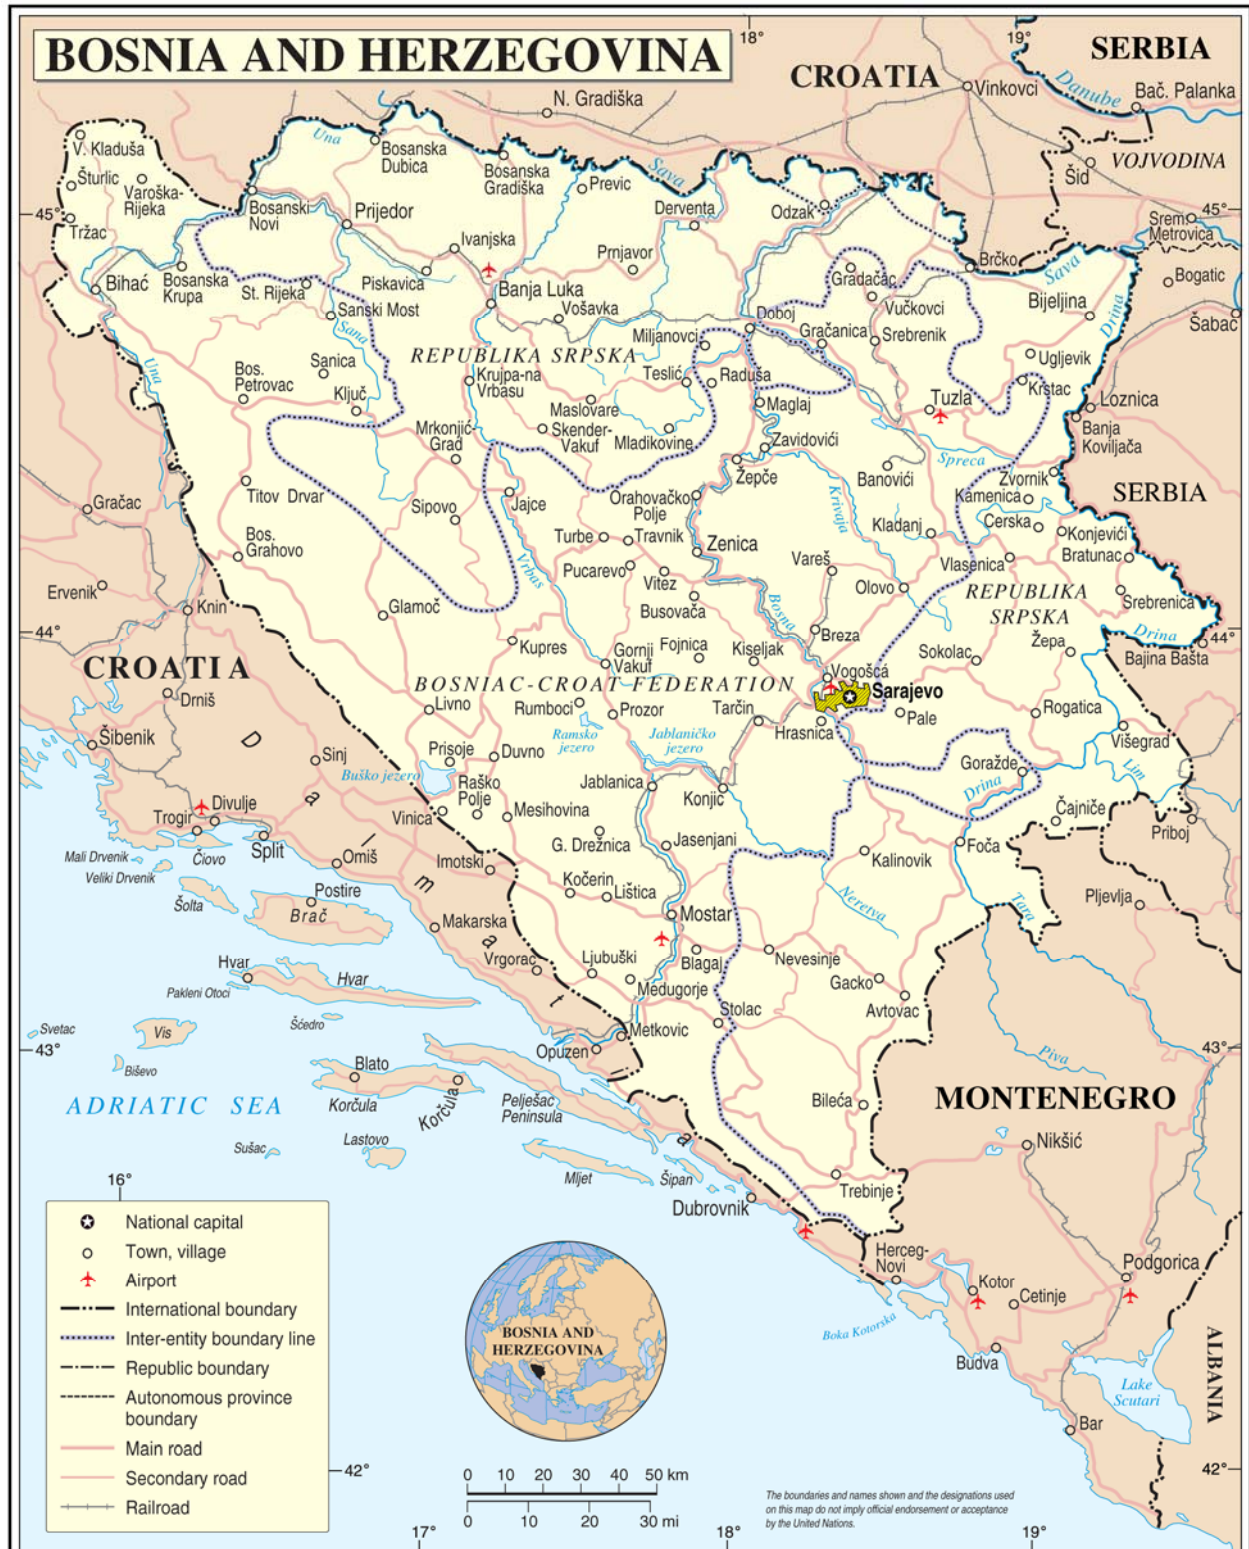 BOSNIA AND HERZEGOVINA
18°
19°
SERBIA
CROATIA
Vinkovci
Danube
Bač. Palanka
N. Gradiška
V. Kladuša
Una
Bosanska
Dubica
Bosanska
Gradiška
Previc
Sava
VOJVODINA
Šid
Šturlic
Varoška-
Rijeka
Bosanski
Novi
Prijedor
Derventa
Odzak
45°
45°
Srem.
Metrovica
Tržac
Ivanjska
Prnjavor
Brčko
Sava
Bogatic
Bihać
Bosanska
Krupa
St. Rijeka
Piskavica
Banja Luka
Gradačac
Vučkovci
Bijeljina
Drina
Šabac
Sanski Most
Sana
Vošavka
Doboj
Miljanovci
Gračanica
Srebrenik
REPUBLIKA SRPSKA
Una
Sanica
Bos.
Petrovac
Ključ
Krujpa-na
Vrbasu
Teslić
Raduša
Ugljevik
Krstac
Tuzla
Loznica
Maslovare
Maglaj
Banja
Koviljača
Mrkonjić-
Grad
Skender-
Vakuf
Mladikovine
Zavidovići
Spreca
Žepče
Banovići
Zvornik
SERBIA
Gračac
Titov Drvar
Jajce
Orahovačko
Polje
Krivaja
Kamenica
Sipovo
Kladanj
Cerska
Konjevići
Bos.
Grahovo
Turbe
Travnik
Zenica
Vareš
Vlasenica
Bratunac
Vrbas
Pucarevo
Vitez
Ervenik
Olovo
REPUBLIKA
SRPSKA
Srebrenica
Busovača
Bosna
Knin
Glamoč
44°
44°
Breza
Drina
Kupres
Gornji
Vakuf
Fojnica
Kiseljak
Sokolac
Žepa
Bajina Bašta
CROATIA
Vogošća
BOSNIAC-CROAT FEDERATION
Sarajevo
Drniš
Livno
Rumboci
Prozor
Tarčin
Hrasnica
Pale
Rogatica
Šibenik
Ramsko
jezero
Jablaničko
jezero
Višegrad
Sinj
Prisoje
Duvno
Buško jezero
Goražde
Lim
Raško
Polje
Jablanica
Konjic
Drina
Divulje
Trogir
Vinica
Mesihovina
Čajniče
Priboj
Split
G. Drežnica
Jasenjani
Foča
Mali Drvenik
Čiovo
Omiš
Imotski
Kalinovik
Veliki Drvenik
Šolta
Postire
Brač
Kočerin
Lištica
Neretva
Tara
Pljevlja
Dalmatija
Makarska
Mostar
Hvar
Hvar
Vrgorac
Ljubuški
Blagaj
Nevesinje
Pakleni Otoci
Medugorje
Gacko
Avtovac
Šćedro
Stolac
Svetac
Vis
Metkovic
43°
43°
Opuzen
Biševo
Blato
Piva
ADRIATIC SEA
Korčula
Korčula
Pelješac
Peninsula
Bileća
MONTENEGRO
Sušac
Lastovo
Nikšić
Mljet
Šipan
16°
Trebinje
Dubrovnik
National capital
Town, village
Airport
International boundary
Inter-entity boundary line
Republic boundary
Autonomous province
boundary
Main road
Secondary road
Railroad
Herceg-
Novi
Podgorica
Kotor
Cetinje
BOSNIA AND
HERZEGOVINA
Boka Kotorska
Budva
ALBANIA
Lake
Scutari
Bar
42°
42°
0 10 20 30 40 50 km
0 10 20 30 mi
The boundaries and names shown and the designations used
on this map do not imply official endorsement or acceptance
by the United Nations.
17°
18°
19°